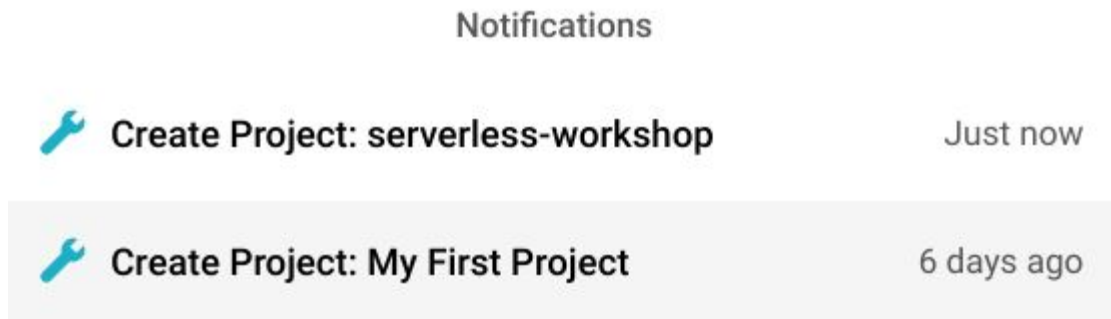 Notifications
Create Project: serverless-workshop Just now
Create Project: My First Project 6 days ago